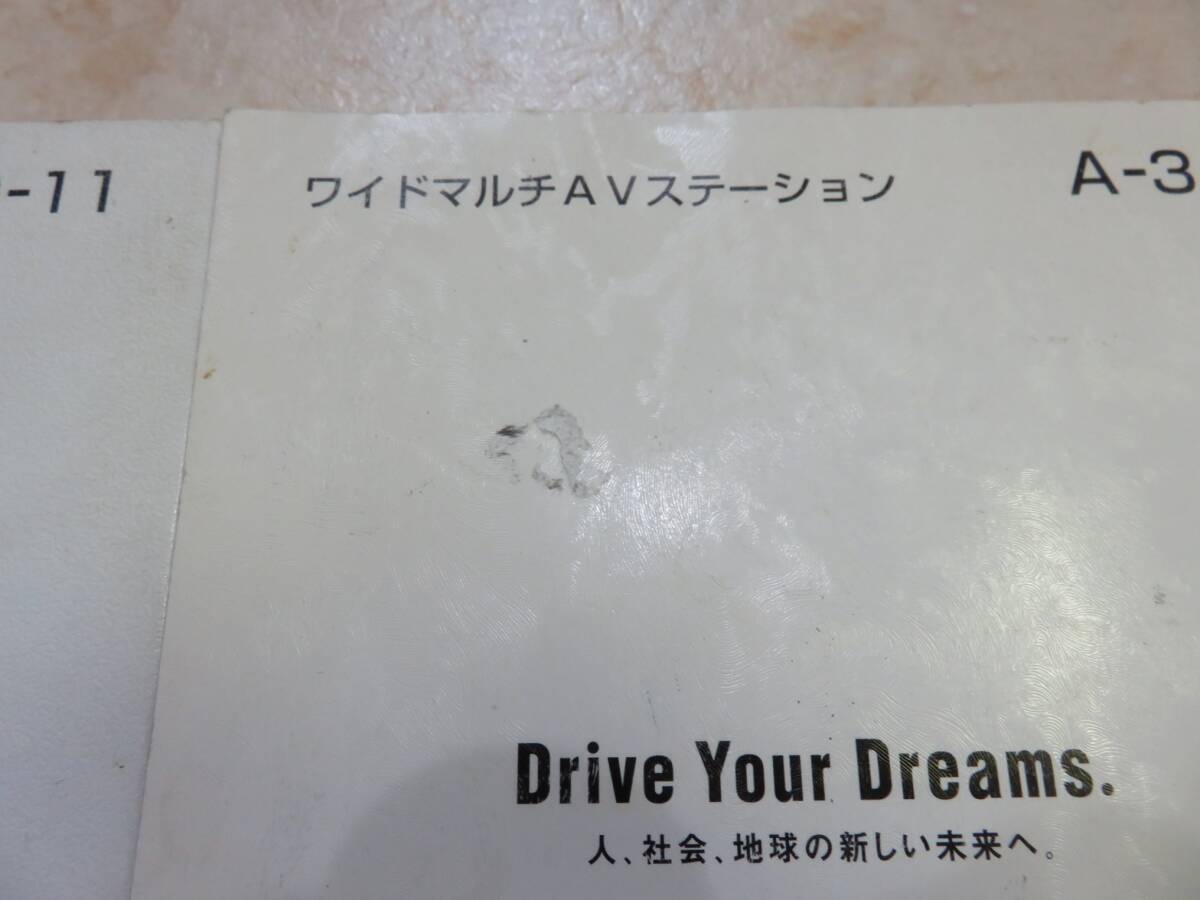 -11
ワイドマルチAVステーション
A-3
Drive Your Dreams.
人、社会、地球の新しい未来へ。